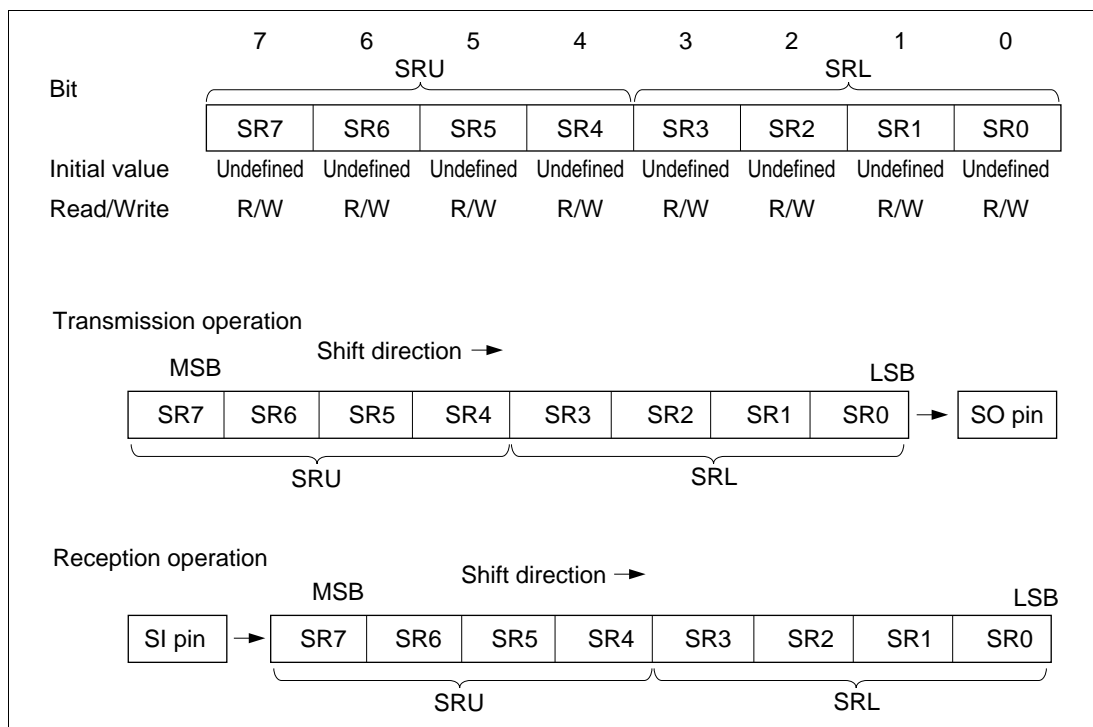 7 6 5 4 3 2 1 0
SRU SRL
Bit
SR7 SR6 SR5 SR4 SR3 SR2 SR1 SR0
Initial value Undefined Undefined Undefined Undefined Undefined Undefined Undefined Undefined
Read/Write R/W R/W R/W R/W R/W R/W R/W R/W
Transmission operation
Shift direction →
MSB LSB
SR7 SR6 SR5 SR4 SR3 SR2 SR1 SR0 → SO pin
SRU SRL
Reception operation
Shift direction →
MSB LSB
SI pin → SR7 SR6 SR5 SR4 SR3 SR2 SR1 SR0
SRU SRL